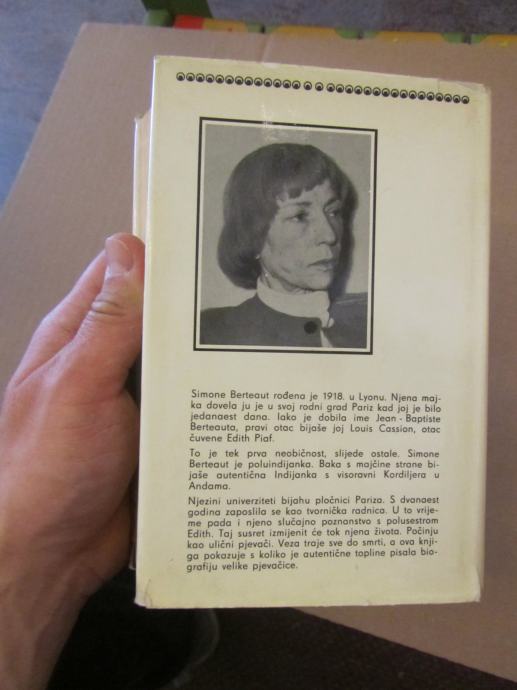 Simone Berteaut rođena je 1918. u Lyonu. Njena maj-
ka dovela ju je u svoj rodni grad Pariz kad joj je bilo
jedanaest dana. Iako je dobila ime Jean - Baptiste
Berteauta, pravi otac bijaše joj Louis Cassion, otac
čuvene Edith Piaf.
To je tek prva neobičnost, slijede ostale. Simone
Berteaut je poluindijanka. Baka s majčine strane bi-
jaše autentična Indijanka s visoravni Kordiljera u
Andama.
Njezini univerziteti bijahu pločnici Pariza. S dvanaest
godina zaposlila se kao tvornička radnica. U to vrije-
me pada i njeno slučajno poznanstvo s polusestrom
Edith. Taj susret izmijenit će tok njena života. Počinju
kao ulični pjevači. Veza traje sve do smrti, a ova knji-
ga pokazuje s koliko je autentične topline pisala bio-
grafiju velike pjevačice.